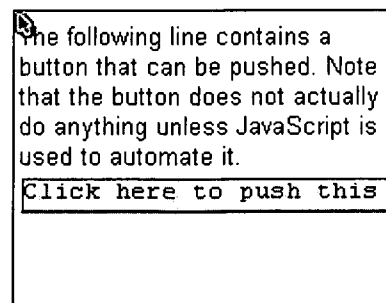 The following line contains a
button that can be pushed. Note
that the button does not actually
do anything unless JavaScript is
used to automate it.
Click here to push this